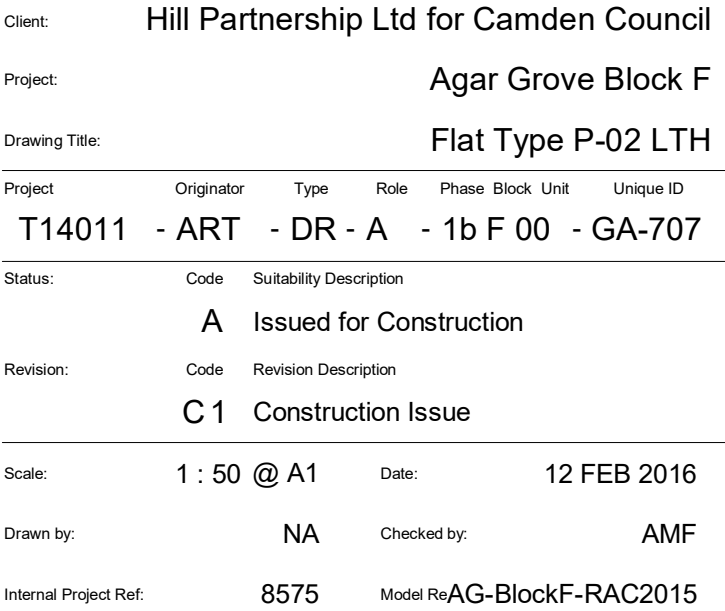 Client: Hill Partnership Ltd for Camden Council
Project: Agar Grove Block F
Drawing Title: Flat Type P-02 LTH
Project Originator Type Role Phase Block Unit Unique ID
T14011 - ART - DR - A - 1b F 00 - GA-707
Status: Code Suitability Description
A Issued for Construction
Revision: Code Revision Description
C1 Construction Issue
Scale: 1 : 50 @ A1 Date: 12 FEB 2016
Drawn by: NA Checked by: AMF
Internal Project Ref: 8575 Model Re AG-BlockF-RAC2015